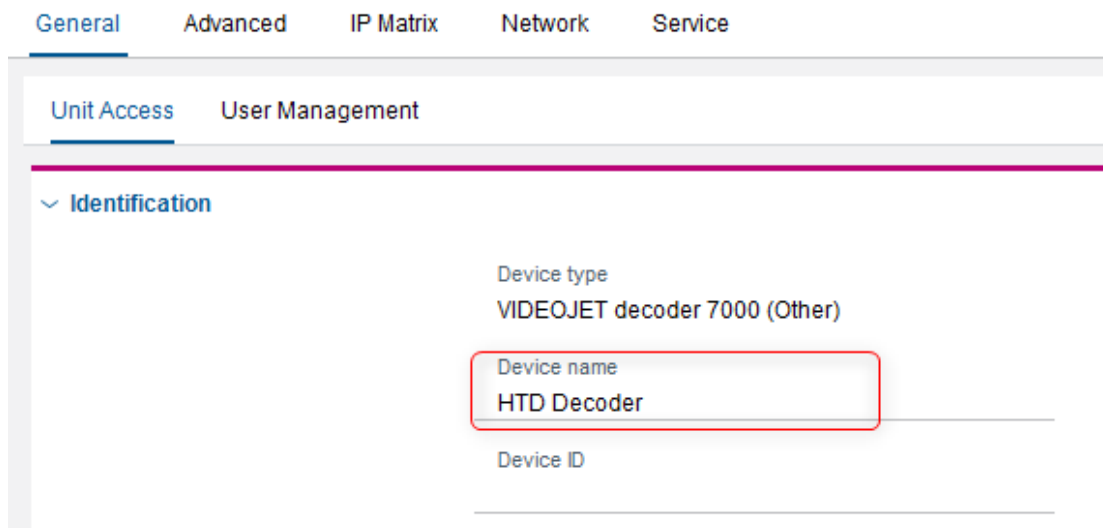 General Advanced IP Matrix Network Service
Unit Access User Management
Identification
Device type
VIDEOJET decoder 7000 (Other)
Device name
HTD Decoder
Device ID